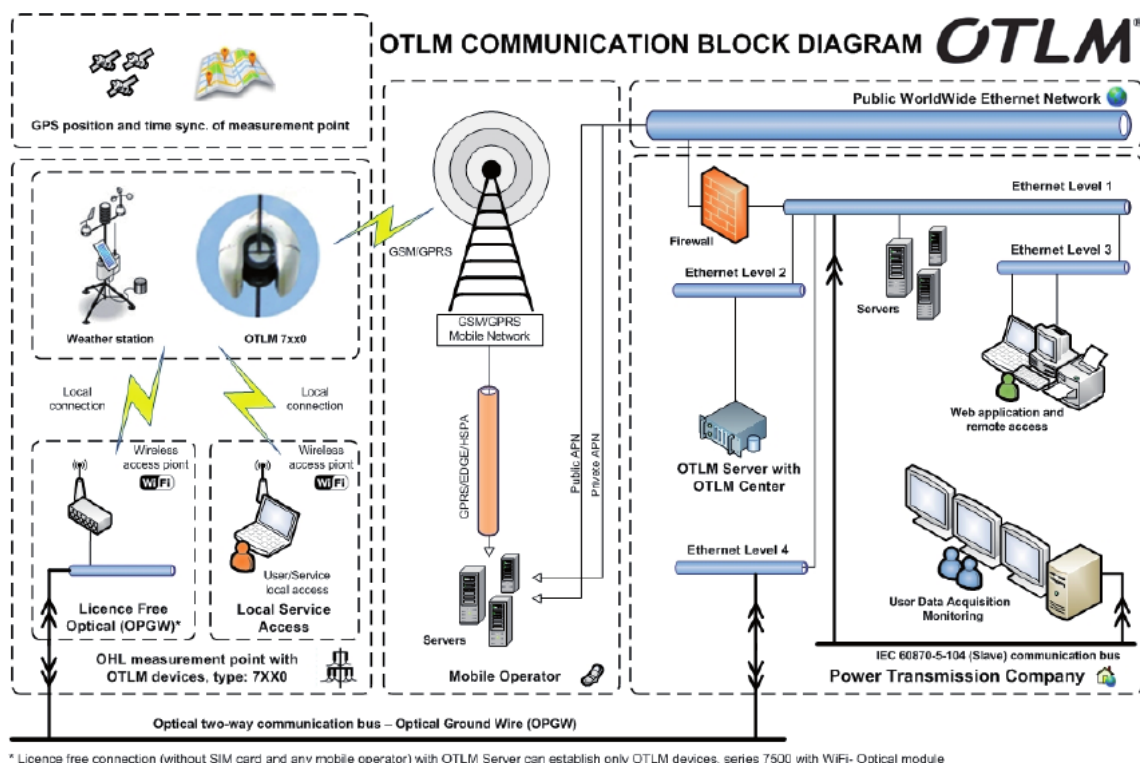 OTLM COMMUNICATION BLOCK DIAGRAM
OTLM®
GPS position and time sync. of measurement point
Weather station
OTLM 7xx0
GSM/GPRS
Local
connection
Local
connection
Wireless
access piont
WiFi
Wireless
access piont
WiFi
User/Service
local access
Licence Free
Optical (OPGW)*
Local Service
Access
OHL measurement point with
OTLM devices, type: 7XX0
GSM/GPRS
Mobile Network
GPRS/EDGE/HSPA
Public APN
Private APN
Servers
Mobile Operator
Public WorldWide Ethernet Network
Firewall
Ethernet Level 1
Ethernet Level 2
Ethernet Level 3
Servers
Web application and
remote access
OTLM Server with
OTLM Center
Ethernet Level 4
User Data Acquisition
Monitoring
IEC 60870-5-104 (Slave) communication bus
Power Transmission Company
Optical two-way communication bus – Optical Ground Wire (OPGW)
* Licence free connection (without SIM card and any mobile operator) with OTLM Server can establish only OTLM devices, series 7500 with WiFi- Optical module